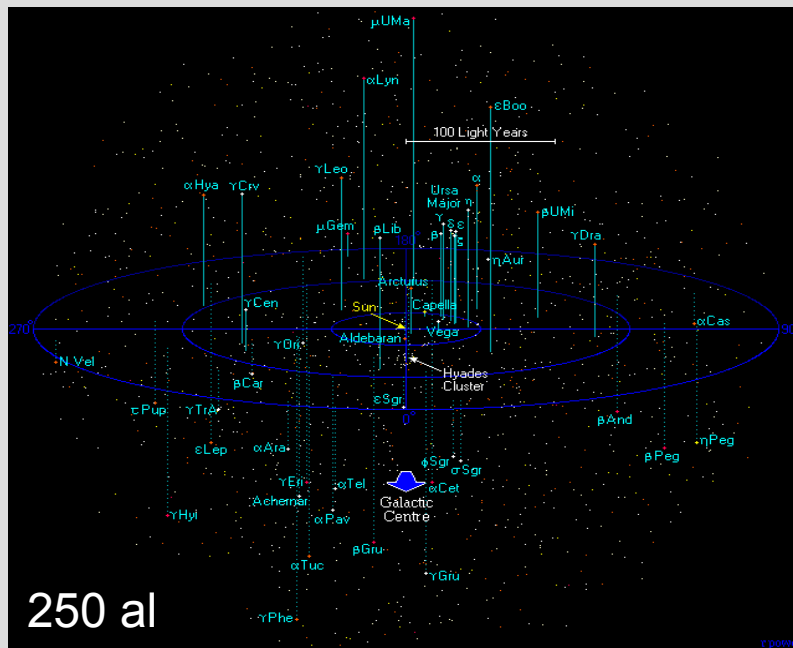 μUMa
αLyn
εBoo
100 Light Years
γLeo
αHya
γCrv
α
Ursa
Major
η
γ
δ
ε
β
ζ
μGem
βLib
βUMi
180°
γDra
ηAur
Arcturus
γCen
Sun
Capella
αCas
270°
Vega
90
γOri
Aldebaran
N Vel
Hyades
Cluster
βCar
εSgr
τPup
γTrA
0°
βAnd
εLep
αAra
ηPeg
βPeg
φSgr
σSgr
γEri
αTel
αCet
Achernar
Galactic
Centre
αPav
γHyi
βGru
αTuc
γGru
250 al
γPhe